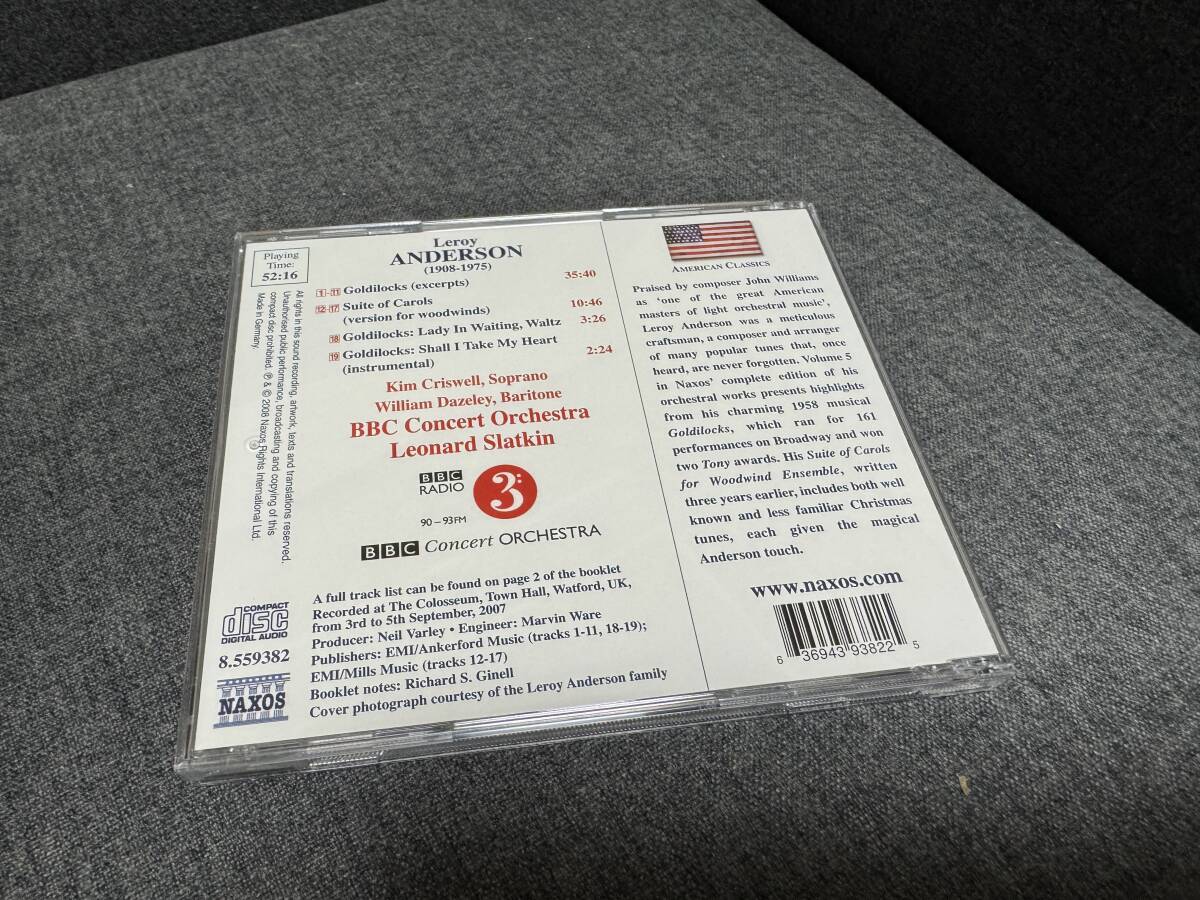 Playing
Time:
52:16
All rights in this sound recording, artwork, texts and translations reserved.
Unauthorised public performance, broadcasting and copying of this
compact disc prohibited. ℗ & © 2008 Naxos Rights International Ltd.
Made in Germany.
Leroy
ANDERSON
(1908-1975)
1-11 Goldilocks (excerpts) 35:40
12-17 Suite of Carols 10:46
(version for woodwinds)
18 Goldilocks: Lady In Waiting, Waltz 3:26
19 Goldilocks: Shall I Take My Heart 2:24
(instrumental)
Kim Criswell, Soprano
William Dazeley, Baritone
BBC Concert Orchestra
Leonard Slatkin
BBC
RADIO 3
90–93FM
BBC Concert ORCHESTRA
A full track list can be found on page 2 of the booklet
Recorded at The Colosseum, Town Hall, Watford, UK,
from 3rd to 5th September, 2007
Producer: Neil Varley • Engineer: Marvin Ware
Publishers: EMI/Ankerford Music (tracks 1-11, 18-19);
EMI/Mills Music (tracks 12-17)
Booklet notes: Richard S. Ginell
Cover photograph courtesy of the Leroy Anderson family
COMPACT
disc
DIGITAL AUDIO
8.559382
NAXOS
AMERICAN CLASSICS
Praised by composer John Williams
as ‘one of the great American
masters of light orchestral music’,
Leroy Anderson was a meticulous
craftsman, a composer and arranger
of many popular tunes that, once
heard, are never forgotten. Volume 5
in Naxos’ complete edition of his
orchestral works presents highlights
from his charming 1958 musical
Goldilocks, which ran for 161
performances on Broadway and won
two Tony awards. His Suite of Carols
for Woodwind Ensemble, written
three years earlier, includes both well
known and less familiar Christmas
tunes, each given the magical
Anderson touch.
www.naxos.com
6 36943 93822 5